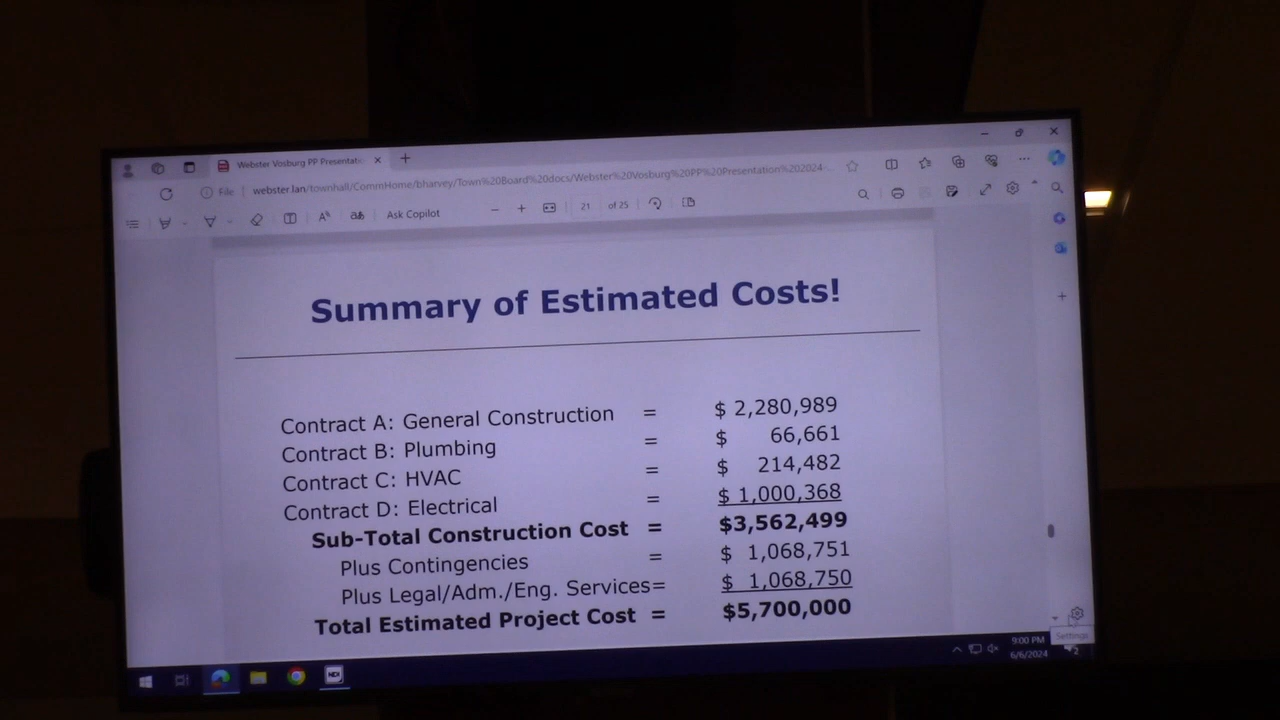 Webster Vosburg PP Presentatic
File webster.lan/townhall/CommHome/bharvey/Town%20Board%20docs/Webster%20Vosburg%20PP%20Presentation%202024-...
Ask Copilot 21 of 25
Summary of Estimated Costs!
Contract A: General Construction = $ 2,280,989
Contract B: Plumbing = $ 66,661
Contract C: HVAC = $ 214,482
Contract D: Electrical = $ 1,000,368
Sub-Total Construction Cost = $3,562,499
Plus Contingencies = $ 1,068,751
Plus Legal/Adm./Eng. Services= $ 1,068,750
Total Estimated Project Cost = $5,700,000
Settings
9:00 PM
6/6/2024